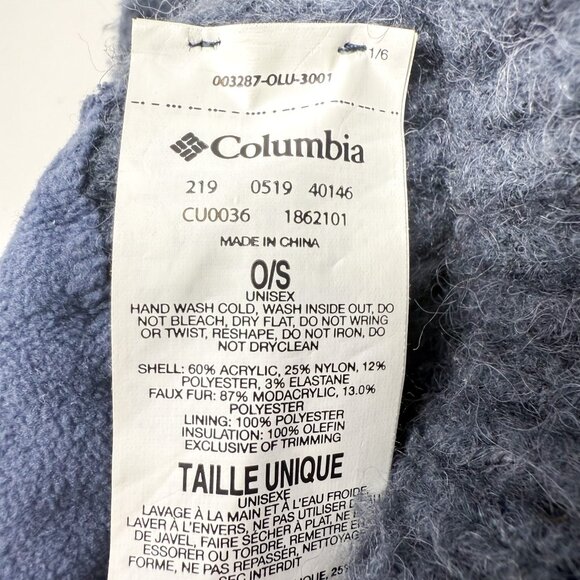 1/6
003287-OLU-3001
Columbia
219 0519 40146
CU0036 1862101
MADE IN CHINA
O/S
UNISEX
HAND WASH COLD, WASH INSIDE OUT, DO
NOT BLEACH, DRY FLAT, DO NOT WRING
OR TWIST, RESHAPE, DO NOT IRON, DO
NOT DRYCLEAN
SHELL: 60% ACRYLIC, 25% NYLON, 12%
POLYESTER, 3% ELASTANE
FAUX FUR: 87% MODACRYLIC, 13.0%
POLYESTER
LINING: 100% POLYESTER
INSULATION: 100% OLEFIN
EXCLUSIVE OF TRIMMING
TAILLE UNIQUE
UNISEXE
LAVAGE À LA MAIN ET À L'EAU FROIDE,
LAVER À L'ENVERS, NE PAS UTILISER
DE JAVEL, FAIRE SÉCHER À PLAT, NE
ESSORER OU TORDRE, REMETTRE EN
FORME, NE PAS REPASSER, NETTOYAGE
SEC INTERDIT
25%